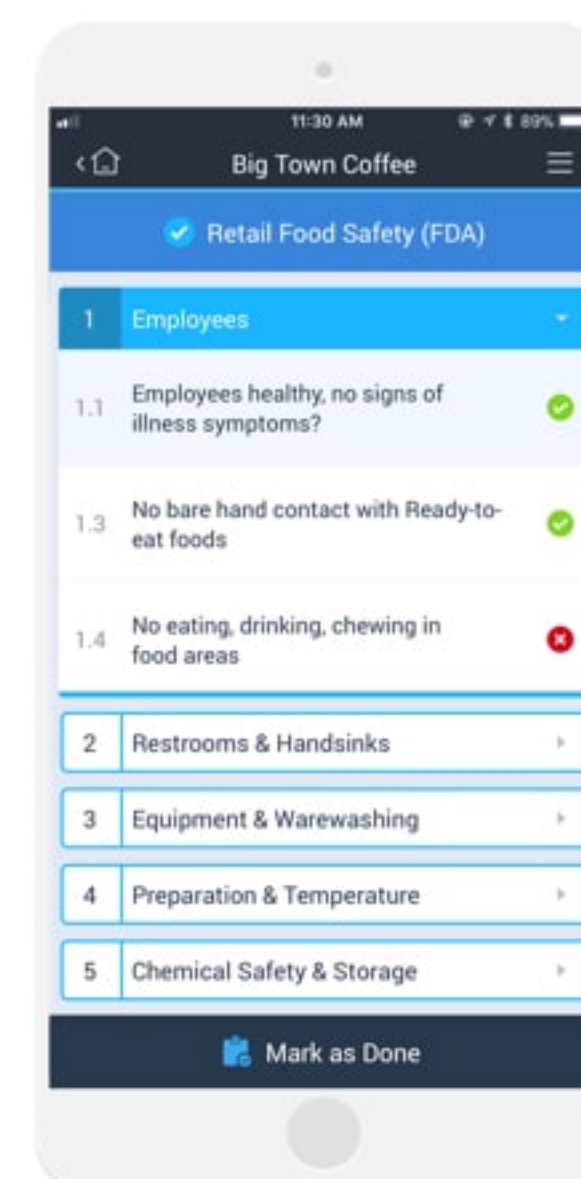 11:30 AM 89%
Big Town Coffee
Retail Food Safety (FDA)
1 Employees
1.1 Employees healthy, no signs of
illness symptoms?
1.3 No bare hand contact with Ready-to-
eat foods
1.4 No eating, drinking, chewing in
food areas
2 Restrooms & Handsinks
3 Equipment & Warewashing
4 Preparation & Temperature
5 Chemical Safety & Storage
Mark as Done